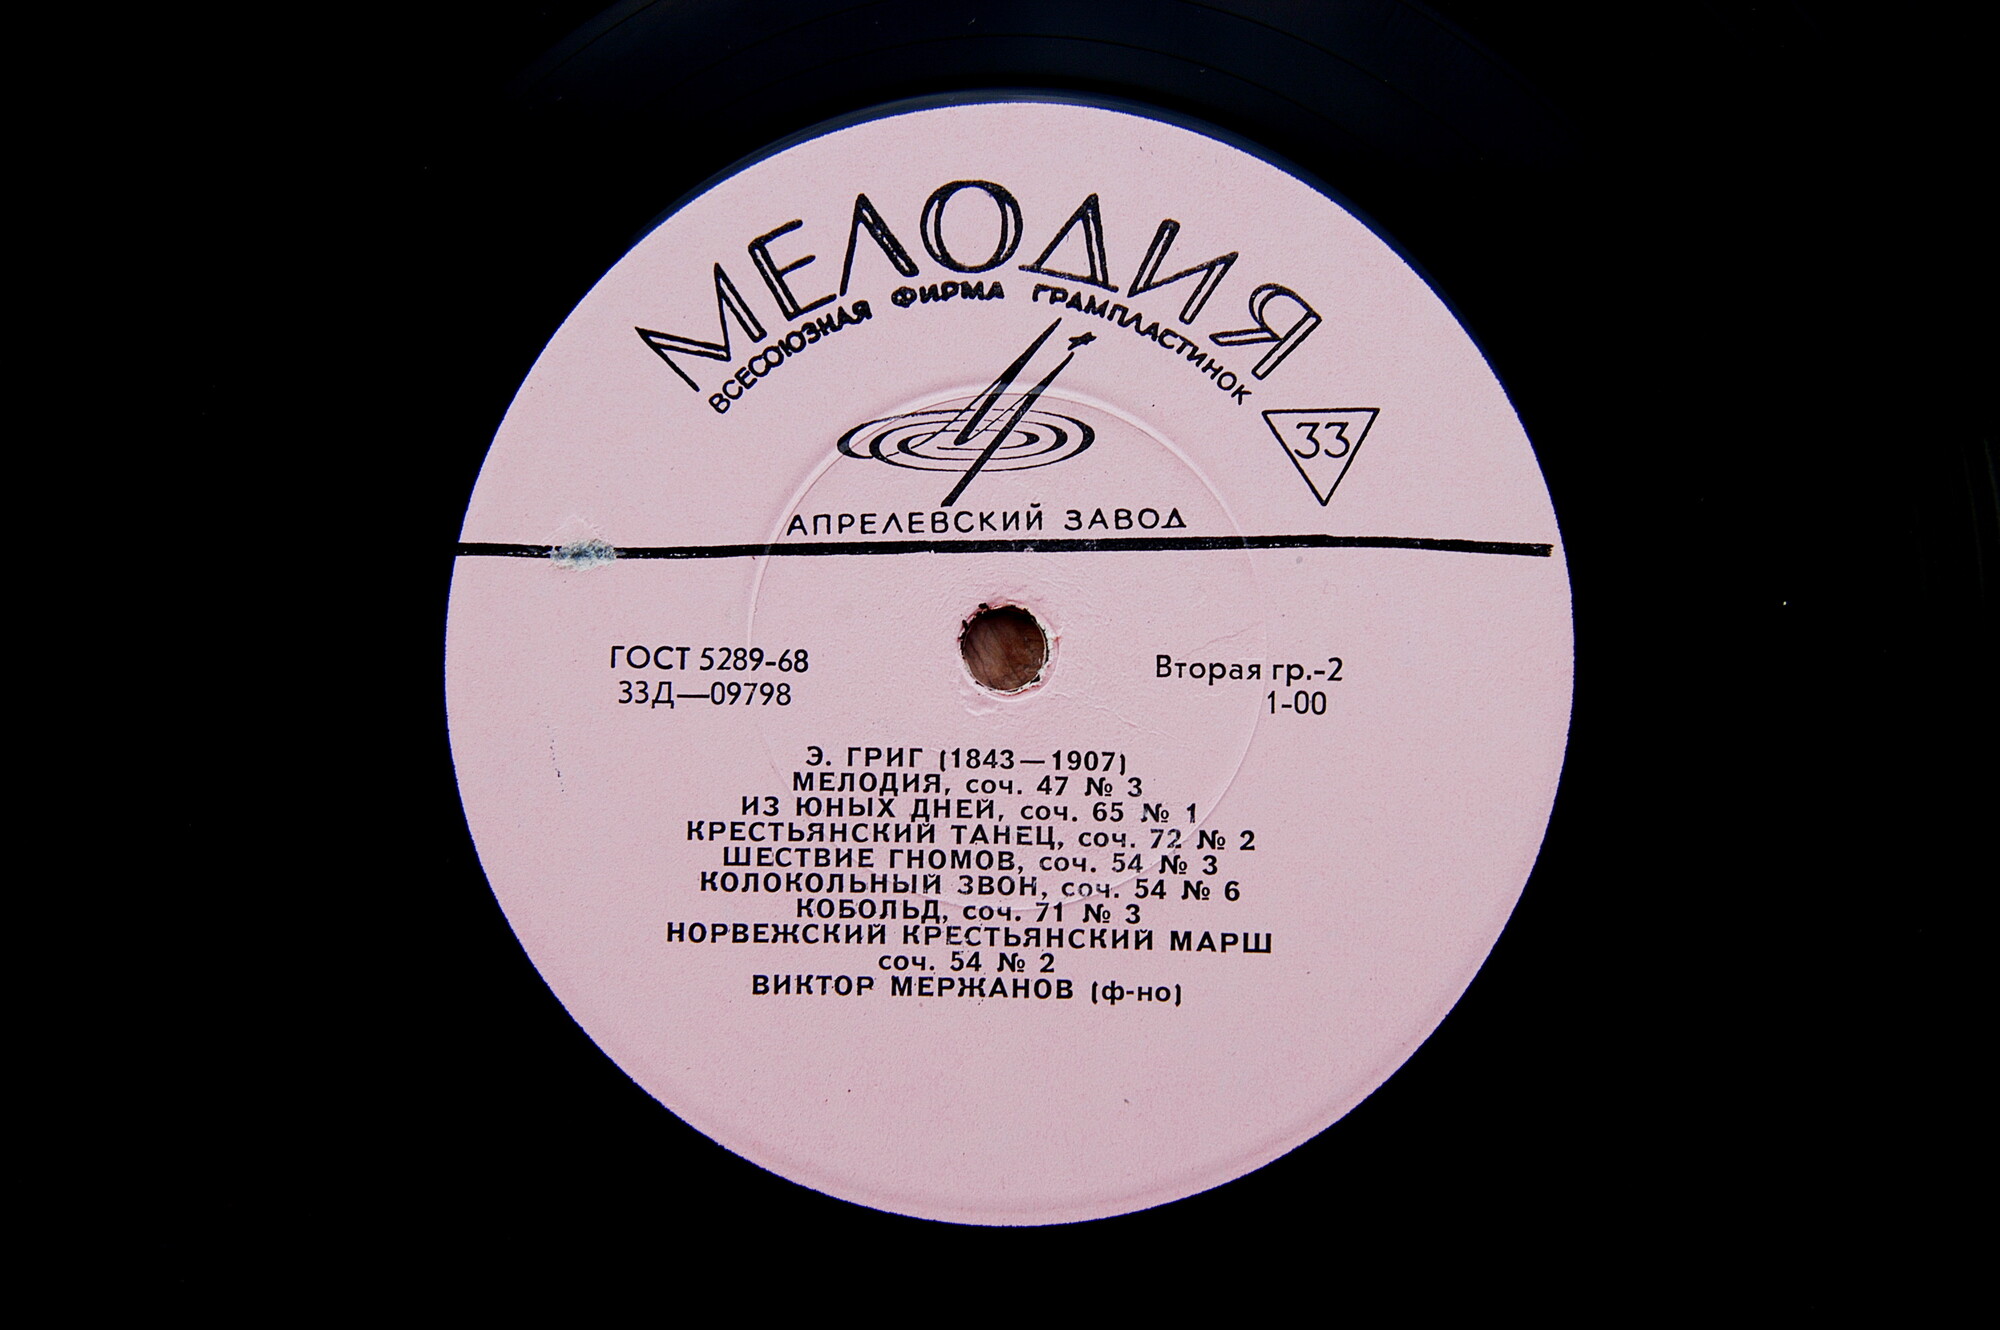 МЕЛОДИЯ
ВСЕСОЮЗНАЯ ФИРМА ГРАМПЛАСТИНОК
33
АПРЕЛЕВСКИЙ ЗАВОД
ГОСТ 5289-68
33Д—09798
Вторая гр.-2
1-00
Э. ГРИГ (1843—1907)
МЕЛОДИЯ, соч. 47 № 3
ИЗ ЮНЫХ ДНЕЙ, соч. 65 № 1
КРЕСТЬЯНСКИЙ ТАНЕЦ, соч. 72 № 2
ШЕСТВИЕ ГНОМОВ, соч. 54 № 3
КОЛОКОЛЬНЫЙ ЗВОН, соч. 54 № 6
КОБОЛЬД, соч. 71 № 3
НОРВЕЖСКИЙ КРЕСТЬЯНСКИЙ МАРШ
соч. 54 № 2
ВИКТОР МЕРЖАНОВ (ф-но)